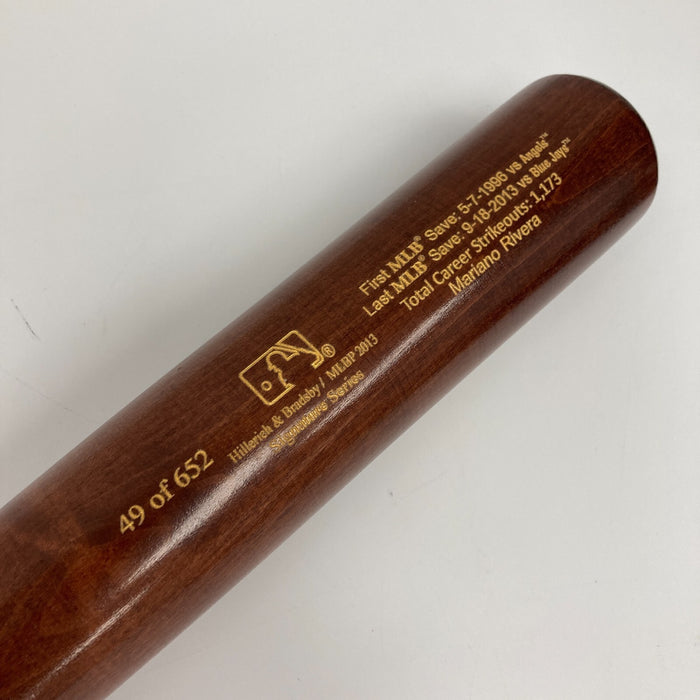 First MLB® Save: 5-7-1996 vs Angels™
Last MLB® Save: 9-18-2013 vs Blue Jays™
Total Career Strikeouts: 1,173
Mariano Rivera
®
Hillerich & Bradsby / MLBP 2013
Signature Series
49 of 652